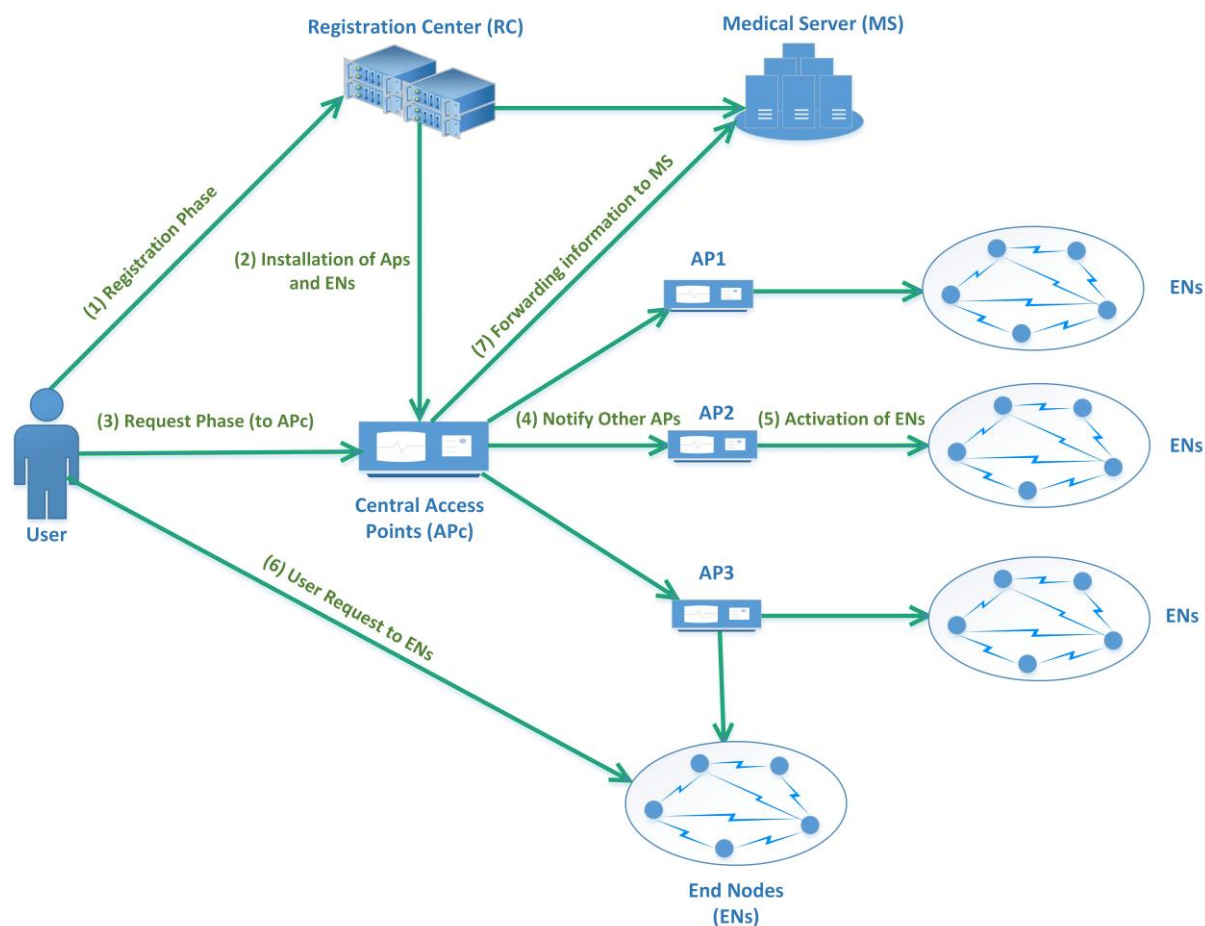 Registration Center (RC)
Medical Server (MS)
(1) Registration Phase
(2) Installation of Aps
and ENs
(7) Forwarding information to MS
AP1
ENs
(3) Request Phase (to APc)
(4) Notify Other APs
AP2
(5) Activation of ENs
ENs
Central Access
Points (APc)
User
(6) User Request to ENs
AP3
ENs
End Nodes
(ENs)